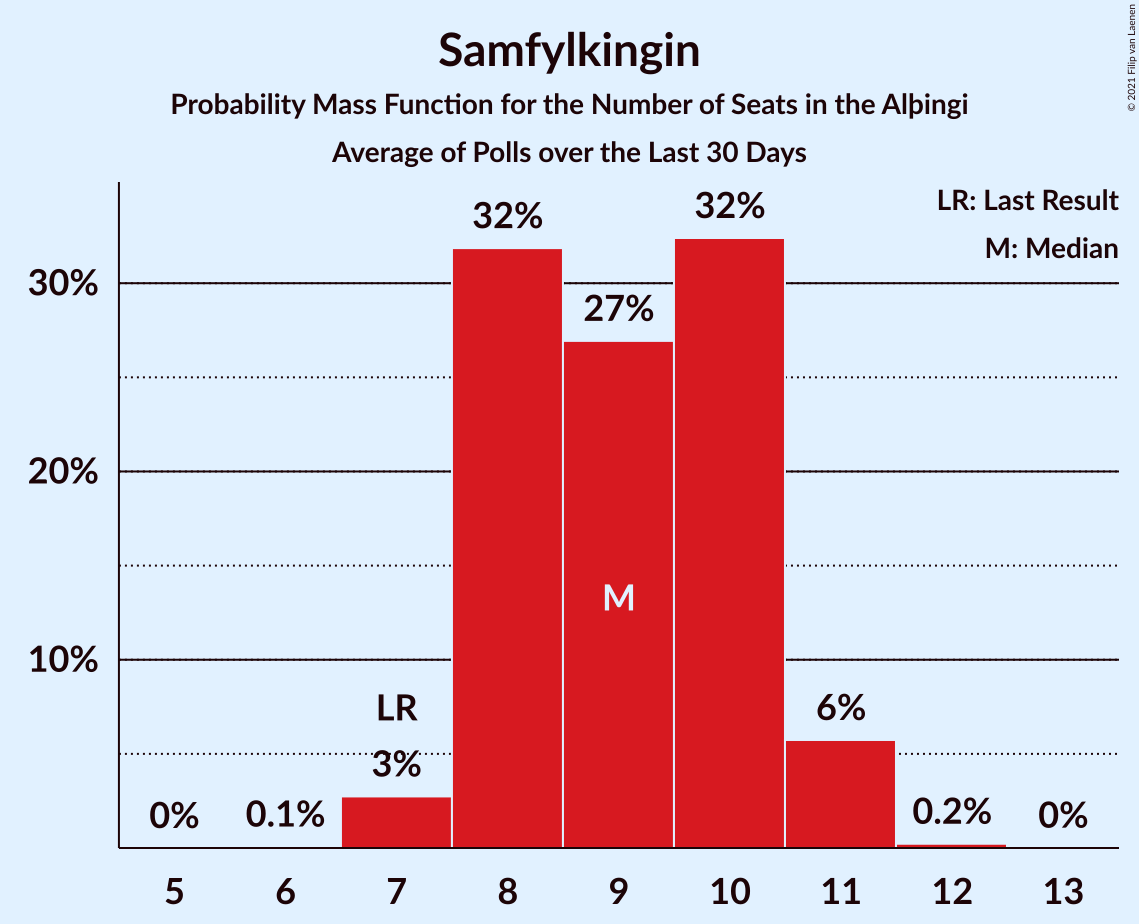 Samfylkingin
Probability Mass Function for the Number of Seats in the Alþingi
Average of Polls over the Last 30 Days
© 2021 Filip van Laenen
LR: Last Result
M: Median
32%
32%
30%
27%
20%
M
10%
LR
6%
3%
0%
0.1%
0.2%
0%
5 6 7 8 9 10 11 12 13